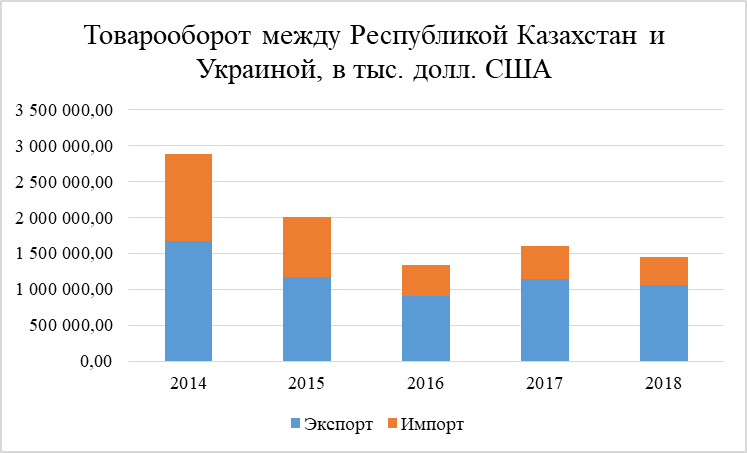 Товарооборот между Республикой Казахстан и
Украиной, в тыс. долл. США
3 500 000,00
3 000 000,00
2 500 000,00
2 000 000,00
1 500 000,00
1 000 000,00
500 000,00
0,00
2014 2015 2016 2017 2018
Экспорт Импорт